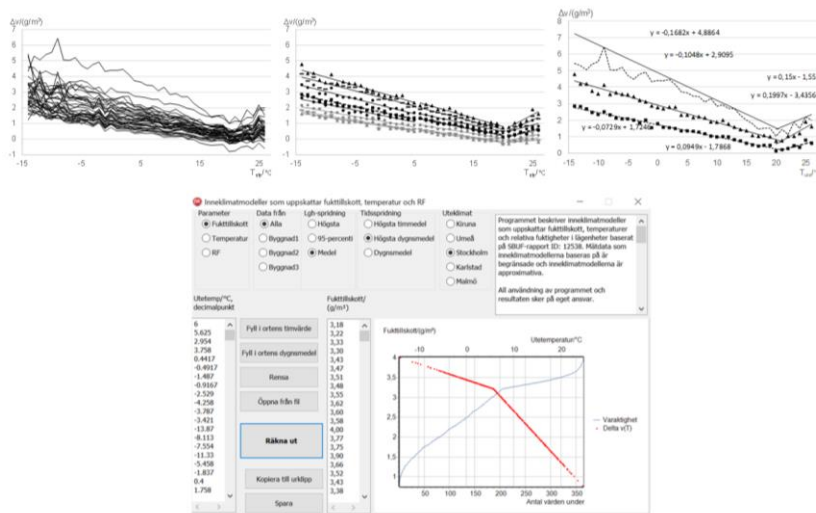 Δv/(g/m³)
7
6
5
4
3
2
1
0
-1
-15
-5
5
15
25
T_ute/°C
Δv/(g/m³)
7
6
5
4
3
2
1
0
-1
-15
-5
5
15
25
Δv /(g/m³)
8
7
6
5
4
3
2
1
0
y = -0,1682x + 4,8864
y = -0,1048x + 2,9095
y = 0,15x - 1,55
y = 0,1997x - 3,4356
y = 0,0949x - 1,7868
-15
-10
-5
0
5
10
15
20
25
Inneklimatmodeller som uppskattar fukttillskott, temperatur och RF
Parameter
Fukttillskott
Temperatur
RF
Data från
Alla
Byggnad1
Byggnad2
Byggnad3
Lgh-spridning
Högsta
95-percenti
Medel
Tidsspridning
Högsta timmedel
Högsta dygnsmedel
Dygnsmedel
Uteklimat
Kiruna
Umeå
Stockholm
Karlstad
Malmö
Programmet beskriver inneklimatmodeller
som uppskattar fukttillskott, temperaturer
och relativa fuktigheter i lägenheter baserat
på SBUF-rapport ID: 12538. Mätdata som
inneklimatmodellerna baseras på är
begränsade och inneklimatmodellerna är
approximativa.
All användning av programmet och
resultaten sker på eget ansvar.
Utetemp/°C,
decimalpunkt
6
5.625
2.954
3.758
0.4417
-0.4917
-1.487
-0.9167
-2.529
-4.258
-3.787
-3.421
-13.87
-8.113
-7.554
-11.33
-5.458
-1.837
0.4
1.758
Fyll i ortens timvärde
Fyll i ortens dygnsmedel
Rensa
Öppna från fil
Räkna ut
Kopiera till urklipp
Spara
Fukttillskott/
(g/m³)
3,18
3,22
3,33
3,30
3,43
3,47
3,51
3,48
3,55
3,62
3,60
3,58
4,00
3,77
3,75
3,90
3,66
3,52
3,43
3,38
Fukttillskott/(g/m³)
Utetemperatur/°C
-10
0
10
20
4
3,5
3
2,5
2
1,5
1
50
100
150
200
250
300
350
Antal värden under
Varaktighet
Delta v(T)